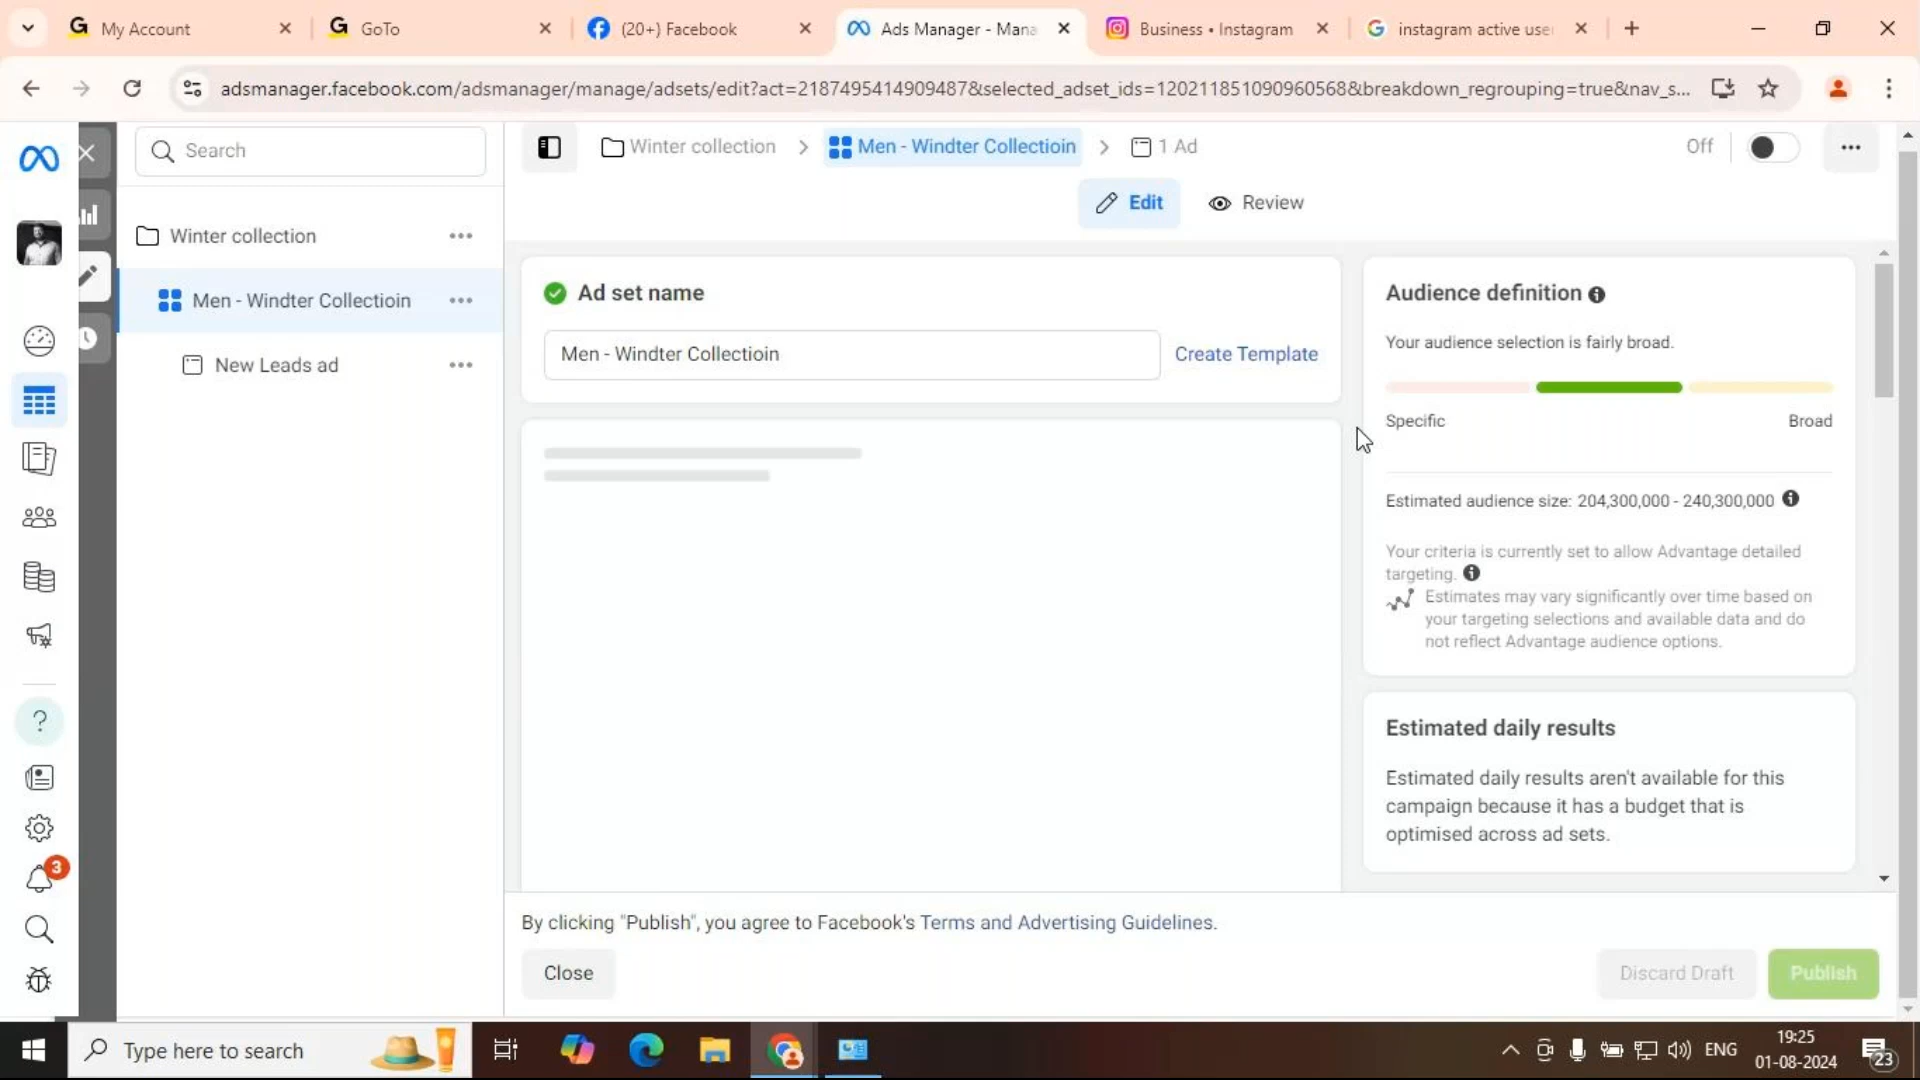 My Account
GoTo
(20+) Facebook
Ads Manager - Mana
Business • Instagram
instagram active use
adsmanager.facebook.com/adsmanager/manage/adsets/edit?act=2187495414909487&selected_adset_ids=120211851090960568&breakdown_regrouping=true&nav_s...
Search
Winter collection
Men - Windter Collectioin
1 Ad
Off
Edit
Review
Winter collection
Men - Windter Collectioin
New Leads ad
Ad set name
Men - Windter Collectioin
Create Template
Audience definition
Your audience selection is fairly broad.
Specific
Broad
Estimated audience size: 204,300,000 - 240,300,000
Your criteria is currently set to allow Advantage detailed
targeting.
Estimates may vary significantly over time based on
your targeting selections and available data and do
not reflect Advantage audience options.
Estimated daily results
Estimated daily results aren't available for this
campaign because it has a budget that is
optimised across ad sets.
3
By clicking "Publish", you agree to Facebook's Terms and Advertising Guidelines.
Close
Discard Draft
Publish
Type here to search
ENG
19:25
01-08-2024
23